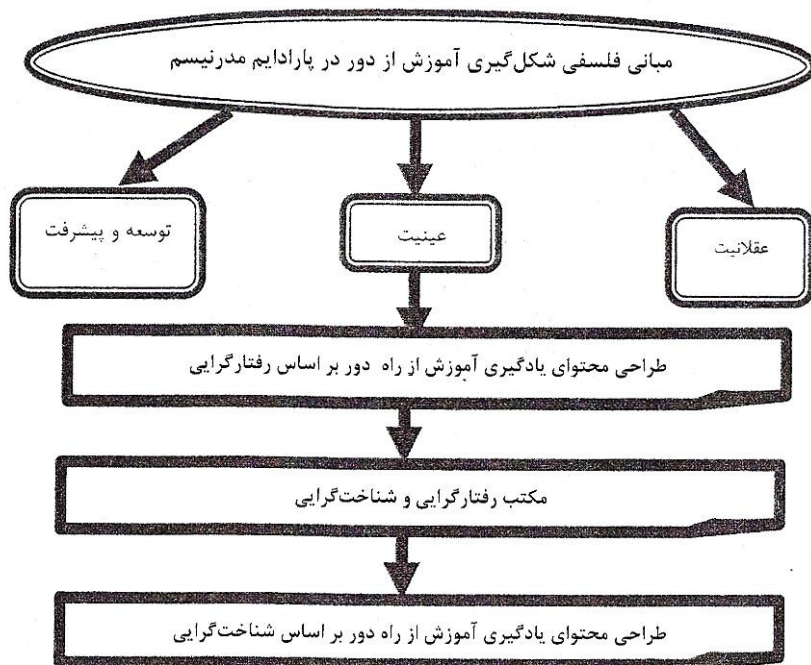 مبانی فلسفی شکل‌گیری آموزش از دور در پارادایم مدرنیسم
عقلانیت
عینیت
توسعه و پیشرفت
طراحی محتوای یادگیری آموزش از راه دور بر اساس رفتارگرایی
مکتب رفتارگرایی و شناخت‌گرایی
طراحی محتوای یادگیری آموزش از راه دور بر اساس شناخت‌گرایی